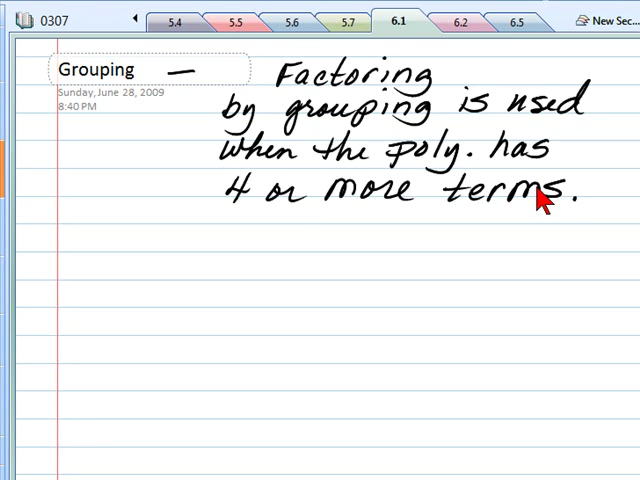 0307
5.4 5.5 5.6 5.7 6.1 6.2 6.5 New Sec...
Grouping — Factoring
Sunday, June 28, 2009
8:40 PM
by grouping is used
when the poly. has
4 or more terms.